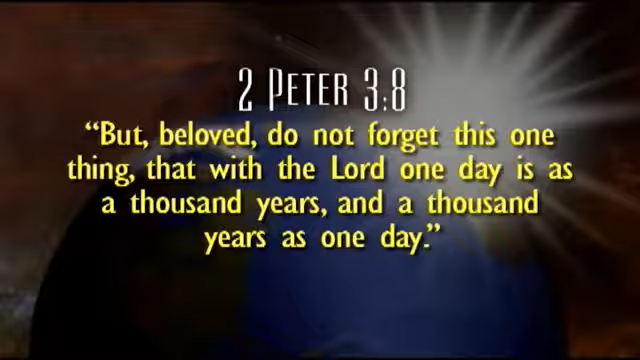 2 PETER 3:8
“But, beloved, do not forget this one
thing, that with the Lord one day is as
a thousand years, and a thousand
years as one day.”